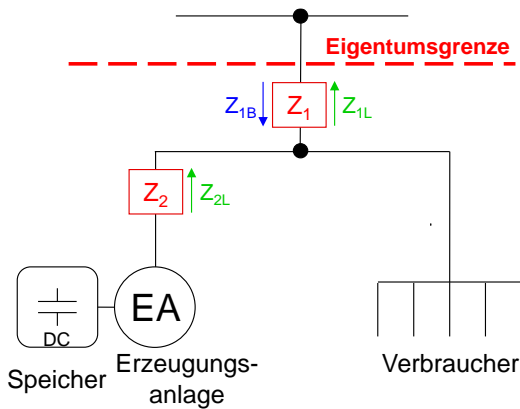 Eigentumsgrenze
Z1B
Z1
Z1L
Z2
Z2L
EA
DC
Speicher
Erzeugungs-
anlage
Verbraucher